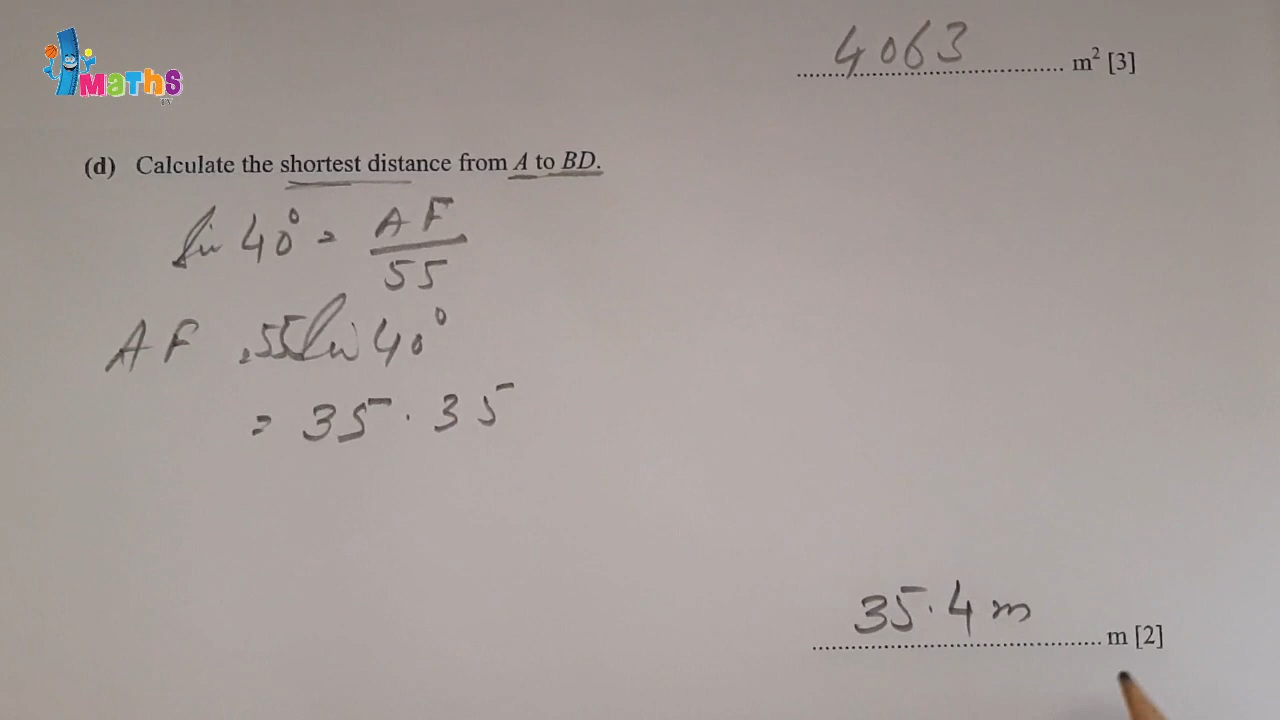 Maths
TV
4063 m² [3]
(d) Calculate the shortest distance from A to BD.
Sin 40° = AF/55
AF = 55 Sin 40°
= 35.35
35.4 m m [2]